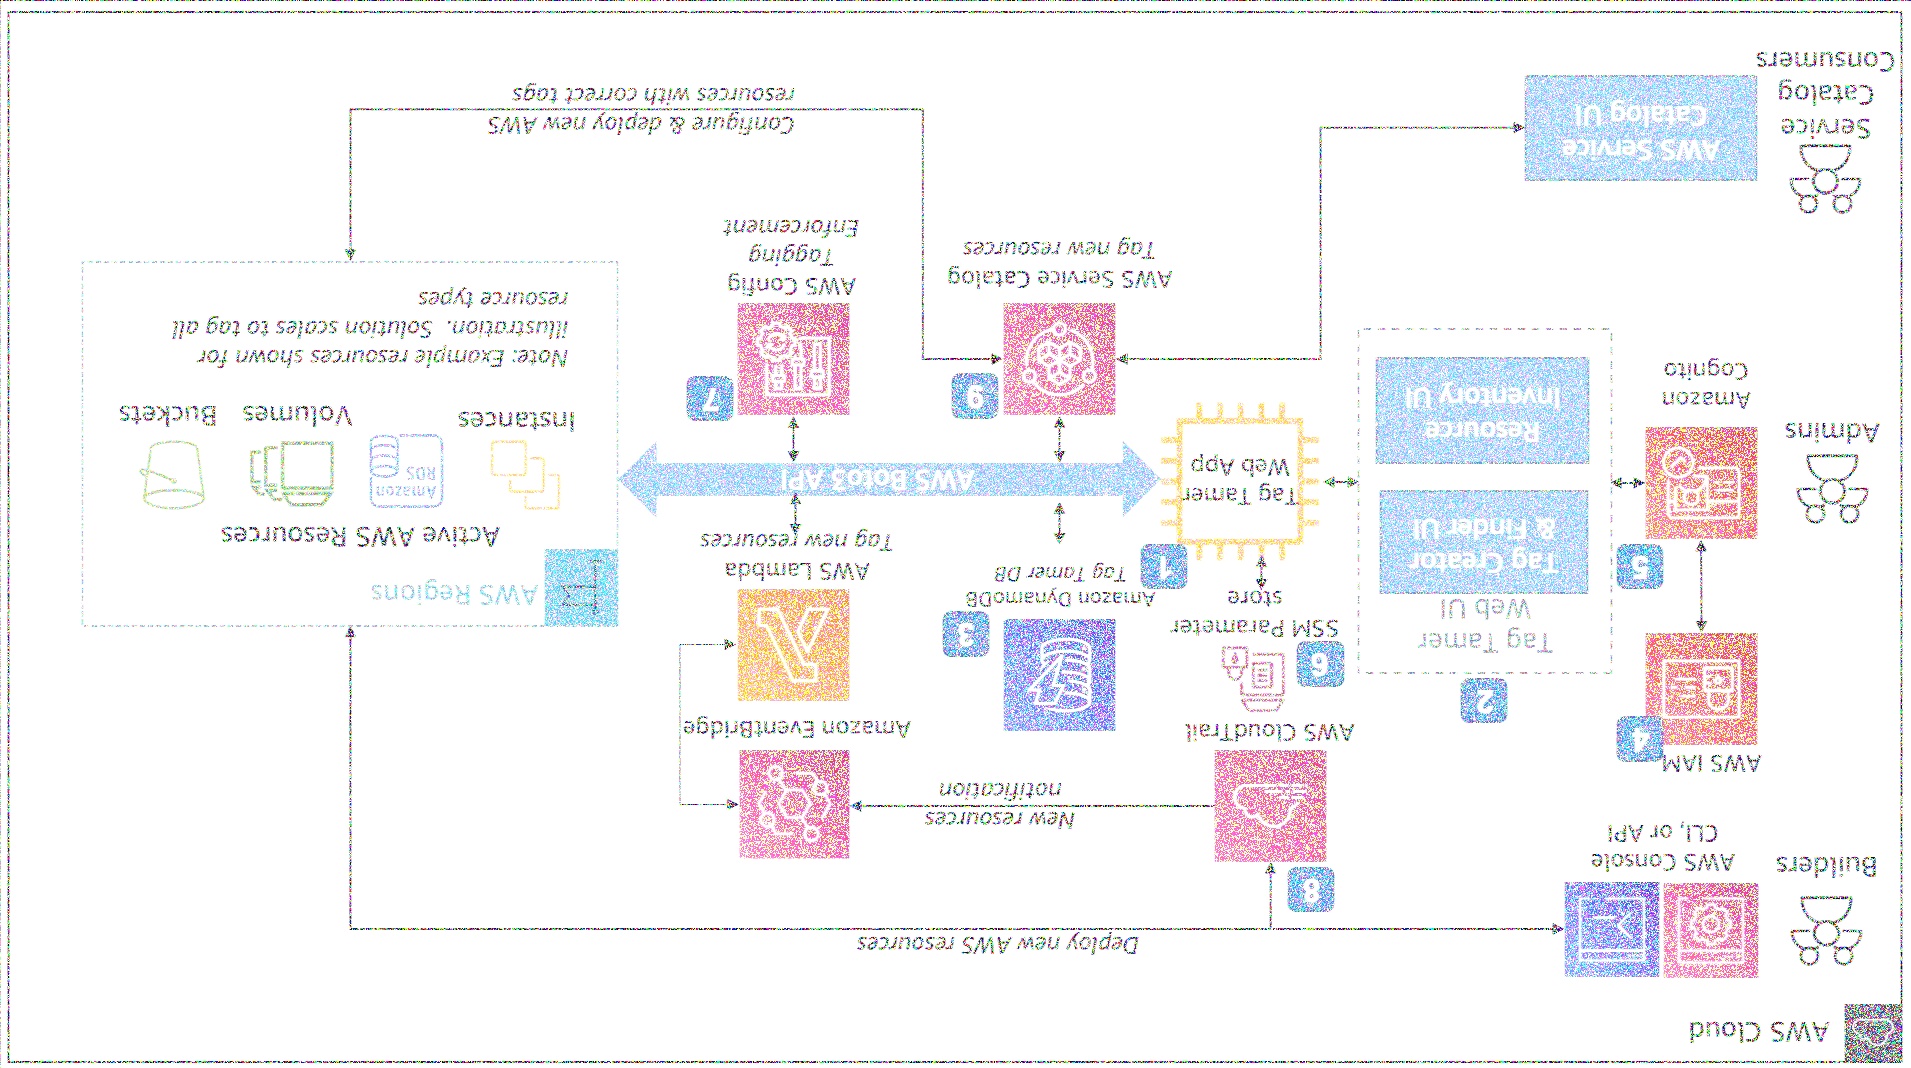 AWS Cloud
Builders
AWS Console
CLI, or API
Deploy new AWS resources
8
AWS CloudTrail
New resources
notification
Amazon EventBridge
AWS IAM
4
Admins
Amazon
Cognito
5
2
Tag Tamer
Web UI
Tag Creator
& Finder UI
Resource
Inventory UI
9
SSM Parameter
store
1
Tag Tamer
Web App
3
Amazon DynamoDB
Tag Tamer DB
AWS Lambda
Tag new resources
AWS Boto3 API
AWS Regions
Active AWS Resources
Amazon
RDS
Instances
Volumes
Buckets
Note: Example resources shown for
illustration. Solution scales to tag all
resource types
6
AWS Service Catalog
Tag new resources
7
AWS Config
Tagging
Enforcement
Service
Catalog
Consumers
AWS Service
Catalog UI
Configure & deploy new AWS
resources with correct tags